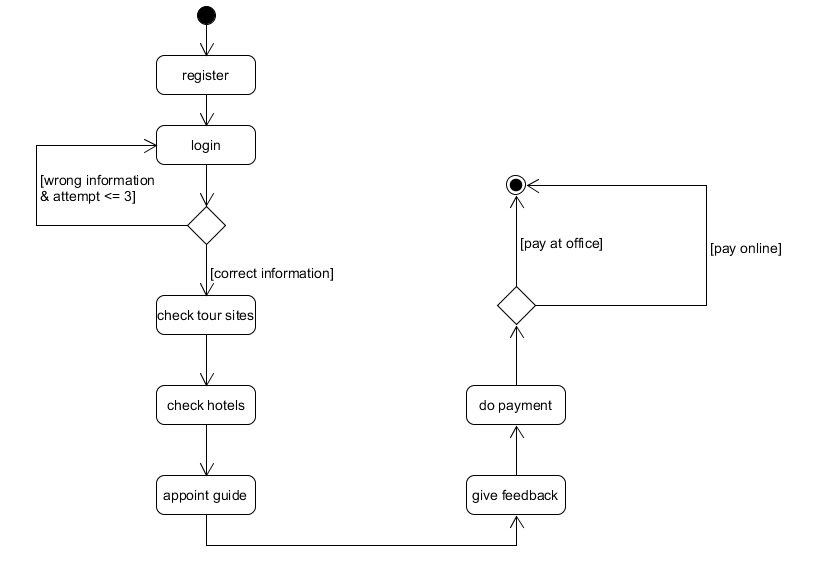 register
login
[wrong information
& attempt <= 3]
[correct information]
check tour sites
check hotels
appoint guide
give feedback
do payment
[pay at office]
[pay online]